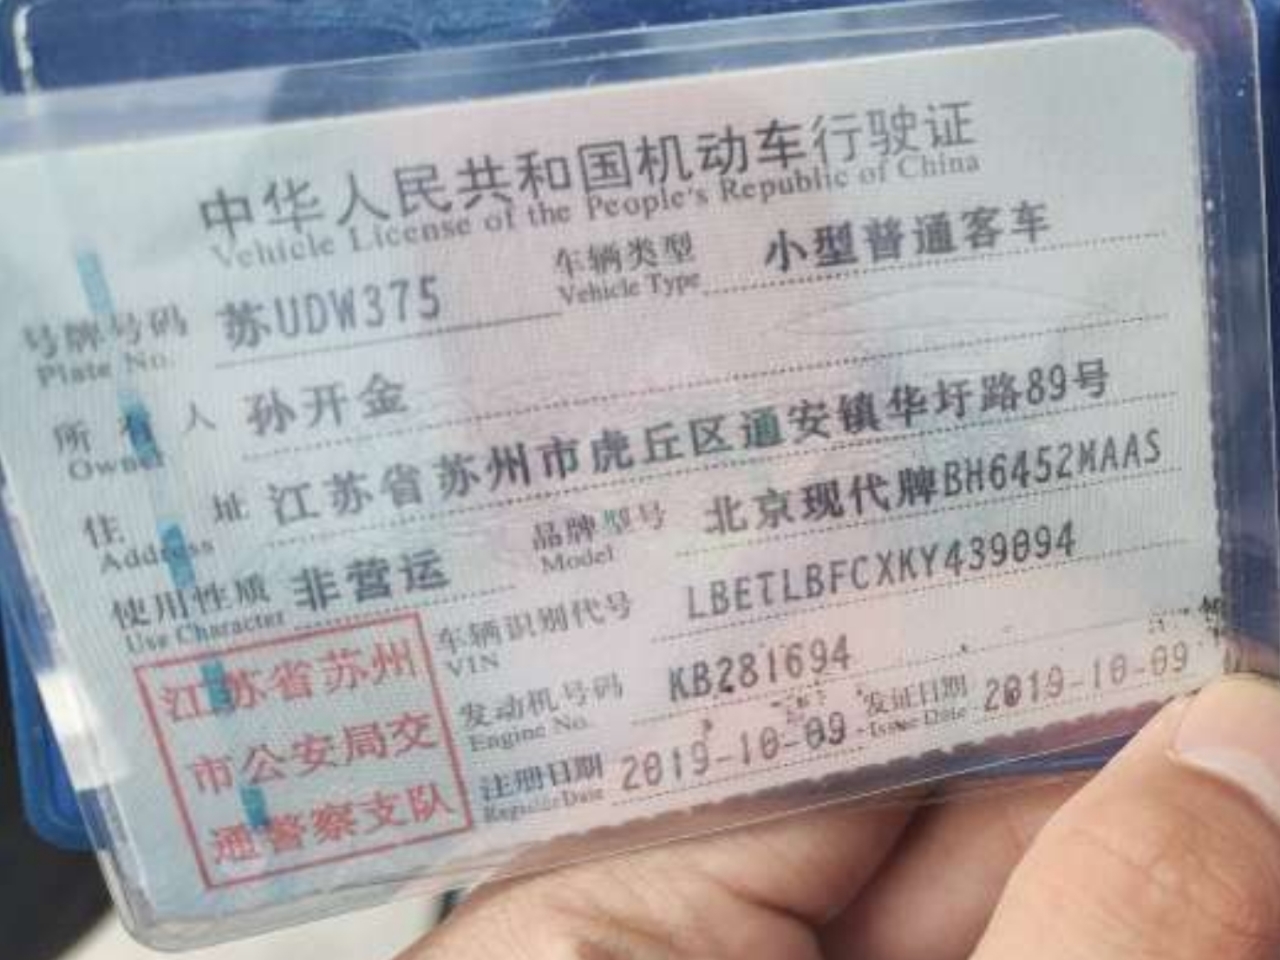 中华人民共和国机动车行驶证
Vehicle License of the People's Republic of China
号牌号码 苏UDW375 车辆类型 小型普通客车
Plate No. Vehicle Type
所有人 孙开金
Owner
住址 江苏省苏州市虎丘区通安镇华圩路89号
Address
使用性质 非营运 品牌型号 北京现代牌BH6452MAAS
Use Character Model
江苏省苏州
市公安局交
通警察支队
车辆识别代号 LBETLBFCXKY439094
VIN
发动机号码 KB281694
Engine No.
注册日期 2019-10-09 发证日期 2019-10-09
Register Date Issue Date